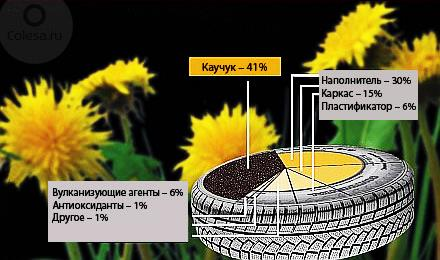 Colesa.ru
Каучук – 41%
Наполнитель – 30%
Каркас – 15%
Пластификатор – 6%
Вулканизующие агенты – 6%
Антиоксиданты – 1%
Другое – 1%